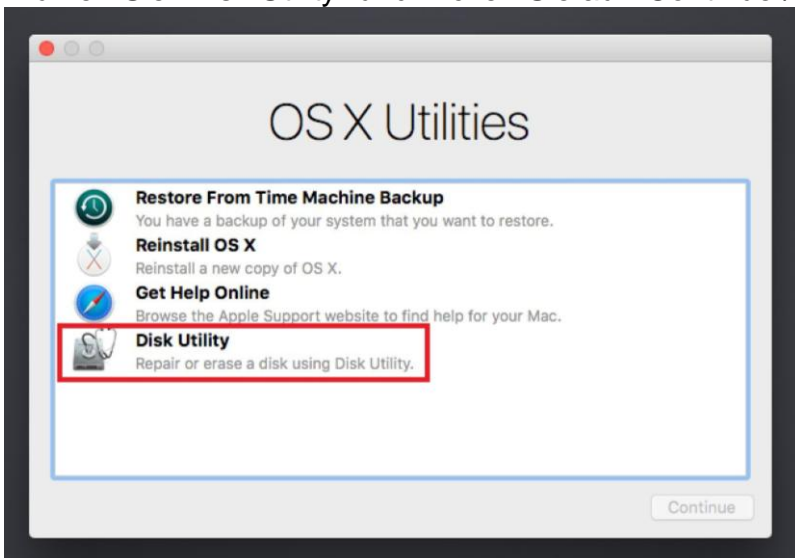 OS X Utilities
Restore From Time Machine Backup
You have a backup of your system that you want to restore.
Reinstall OS X
Reinstall a new copy of OS X.
Get Help Online
Browse the Apple Support website to find help for your Mac.
Disk Utility
Repair or erase a disk using Disk Utility.
Continue